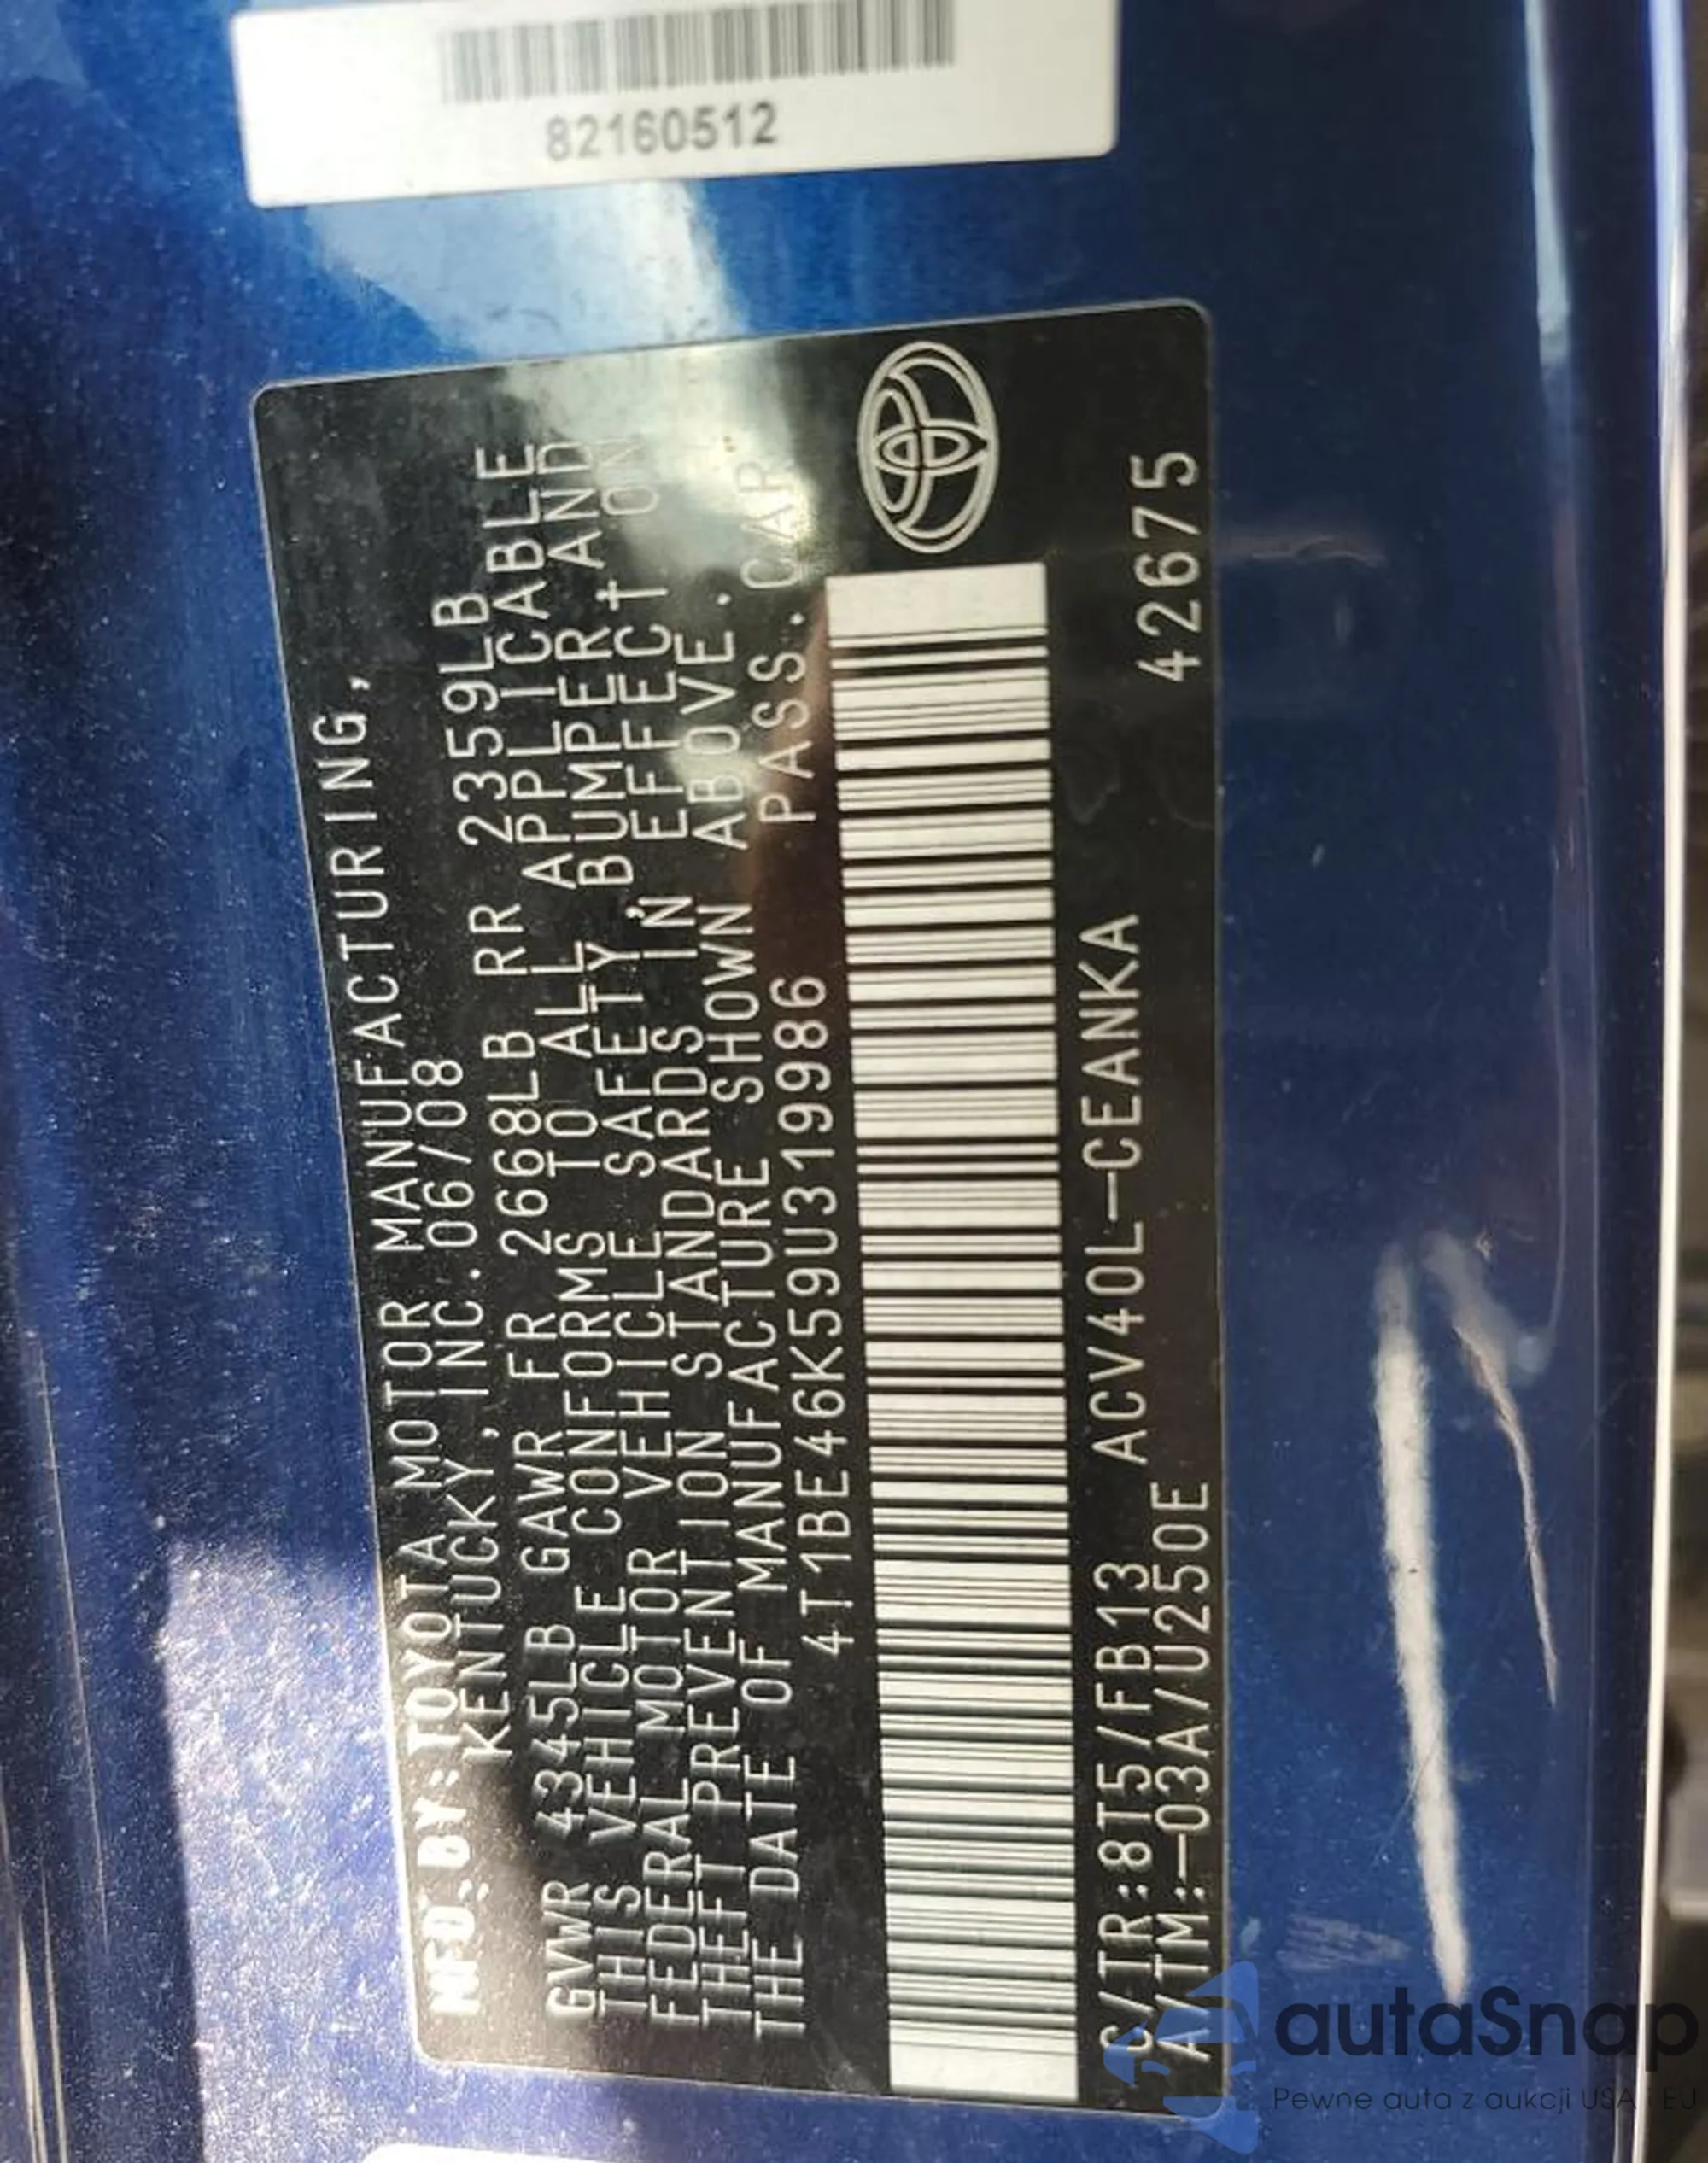 82160512
MFD. BY: TOYOTA MOTOR MANUFACTURING,
KENTUCKY, INC. 06/08
GVWR 4345LB GAWR FR 2668LB RR 2359LB
THIS VEHICLE CONFORMS TO ALL APPLICABLE
FEDERAL MOTOR VEHICLE SAFETY, BUMPER, AND
THEFT PREVENTION STANDARDS IN EFFECT ON
THE DATE OF MANUFACTURE SHOWN ABOVE.
4T1BE46K59U319986 PASS. CAR
C/TR:8T5/FB13 ACV40L-CEANKA
A/TM:-03A/U250E 42675
autaSnap
Pewne auta z aukcji USA i EU